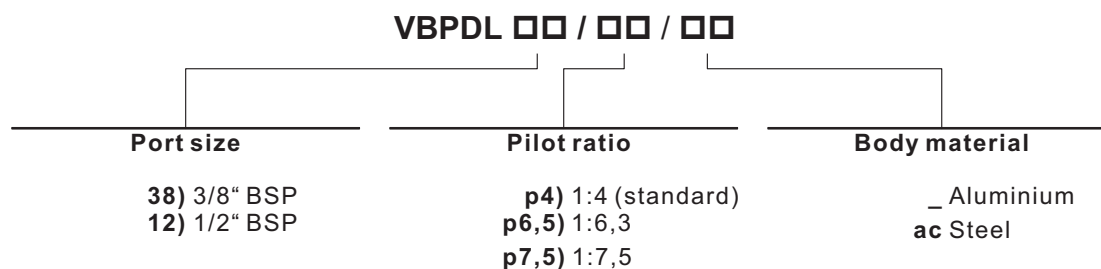 VBPDL □□ / □□ / □□
Port size
38) 3/8“ BSP
12) 1/2“ BSP
Pilot ratio
p4) 1:4 (standard)
p6,5) 1:6,3
p7,5) 1:7,5
Body material
_ Aluminium
ac Steel